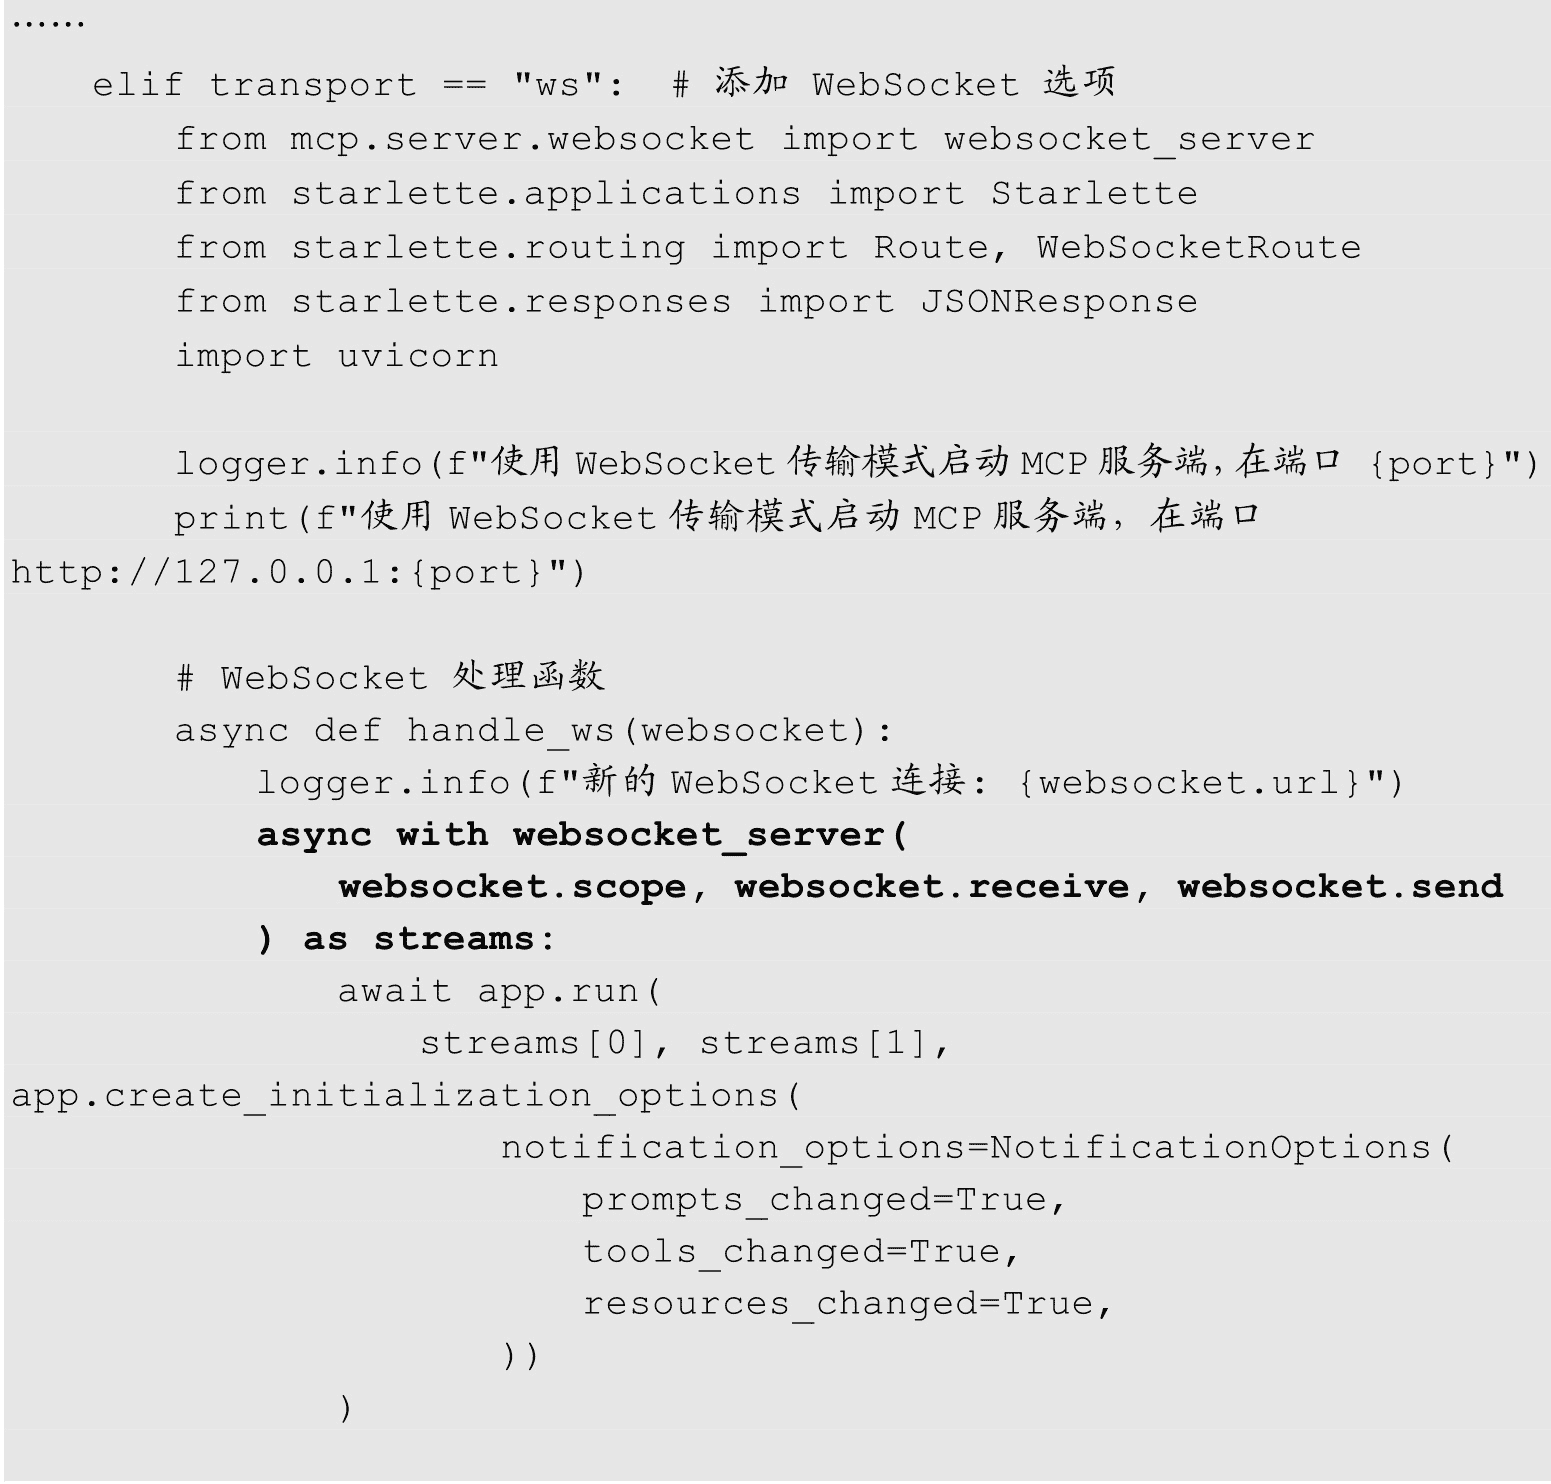 ……
    elif transport == "ws":  # 添加 WebSocket 选项
        from mcp.server.websocket import websocket_server
        from starlette.applications import Starlette
        from starlette.routing import Route, WebSocketRoute
        from starlette.responses import JSONResponse
        import uvicorn

        logger.info(f"使用 WebSocket 传输模式启动 MCP 服务端，在端口 {port}")
        print(f"使用 WebSocket 传输模式启动 MCP 服务端，在端口
http://127.0.0.1:{port}")

        # WebSocket 处理函数
        async def handle_ws(websocket):
            logger.info(f"新的 WebSocket 连接: {websocket.url}")
            async with websocket_server(
                websocket.scope, websocket.receive, websocket.send
            ) as streams:
                await app.run(
                    streams[0], streams[1],
app.create_initialization_options(
                        notification_options=NotificationOptions(
                            prompts_changed=True,
                            tools_changed=True,
                            resources_changed=True,
                        ))
                )